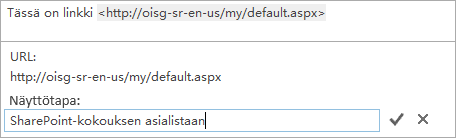 Tässä on linkki <http://oisg-sr-en-us/my/default.aspx>
URL:
http://oisg-sr-en-us/my/default.aspx
Näyttötapa:
SharePoint-kokouksen asialistaan